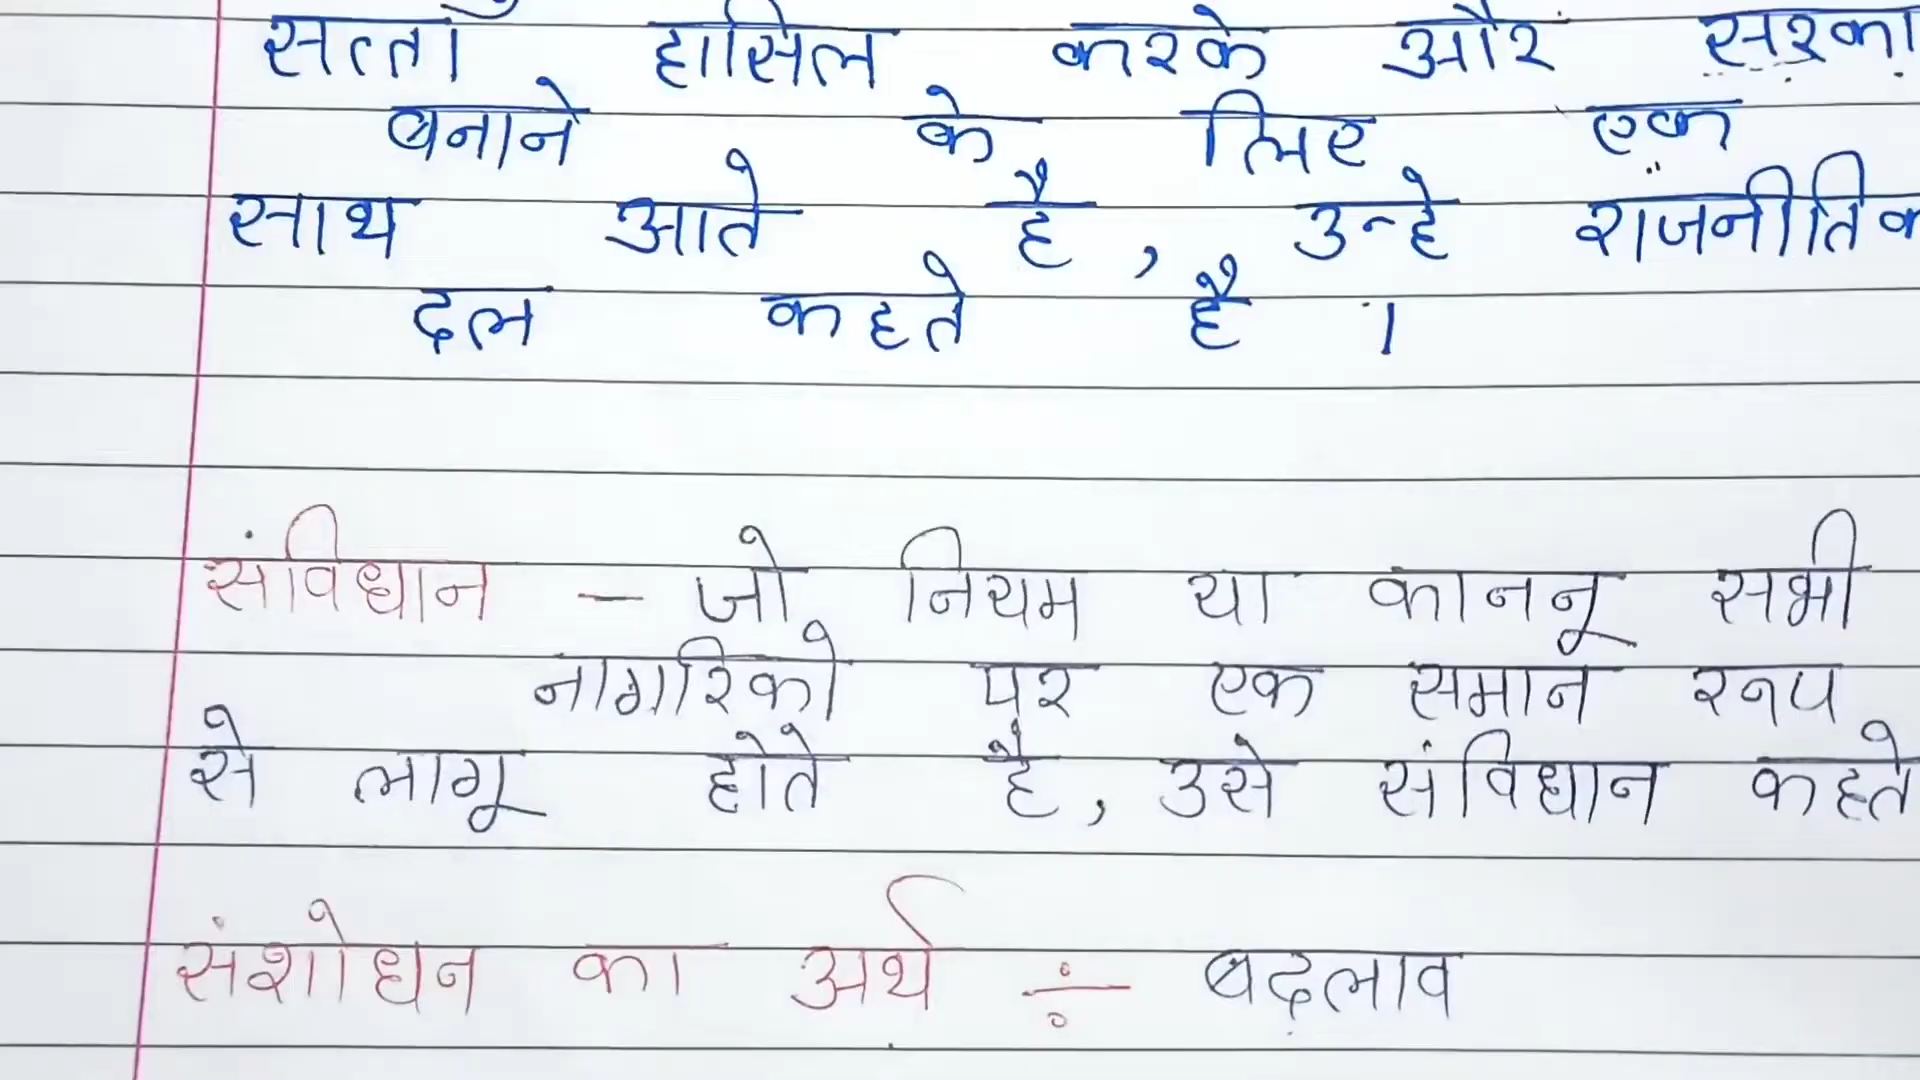 सत्ता हासिल करके और सरका
बनाने के लिए एक
साथ आते है, उन्हे राजनीतिक
दल कहते है ।
संविधान – जो नियम या काननू सभी
नागरिको पर एक समान रूप
से लागू होते है, उसे संविधान कहते
संशोधन का अर्थ ÷ बदलाव